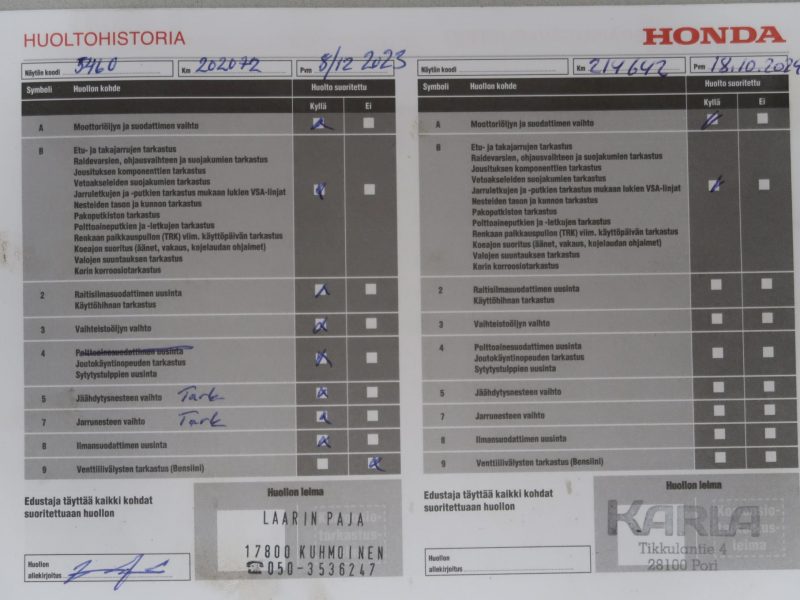 HUOLTOHISTORIA
HONDA
Näytön koodi 5460 Km 202072 Pvm 8/12 2023
Symboli Huollon kohde Huolto suoritettu
Kyllä Ei
A Moottoriöljyn ja suodattimen vaihto
B Etu- ja takajarrujen tarkastus
Raidevarsien, ohjausvaihteen ja suojakumien tarkastus
Jousituksen komponenttien tarkastus
Vetoakseleiden suojakumien tarkastus
Jarruletkujen ja -putkien tarkastus mukaan lukien VSA-linjat
Nesteiden tason ja kunnon tarkastus
Pakoputkiston tarkastus
Polttoaineputkien ja -letkujen tarkastus
Renkaan paikkauspullon (TRK) viim. käyttöpäivän tarkastus
Koeajon suoritus (äänet, vakaus, kojelaudan ohjaimet)
Valojen suuntauksen tarkastus
Korin korroosiotarkastus
2 Raitisilmasuodattimen uusinta
Käyttöhihnan tarkastus
3 Vaihteistoöljyn vaihto
4 Polttoainesuodattimen uusinta
Joutokäyntinopeuden tarkastus
Sytytystulppien uusinta
5 Jäähdytysnesteen vaihto Tark
7 Jarrunesteen vaihto Tark
8 Ilmansuodattimen uusinta
9 Venttiilivälysten tarkastus (Bensiini)
Edustaja täyttää kaikki kohdat
suoritettuaan huollon
Huollon leima
LAARIN PAJA
17800 KUHMOINEN
☎050-3536247
Huollon
allekirjoitus
Näytön koodi Km 214642 Pvm 18.10.2024
Symboli Huollon kohde Huolto suoritettu
Kyllä Ei
A Moottoriöljyn ja suodattimen vaihto
B Etu- ja takajarrujen tarkastus
Raidevarsien, ohjausvaihteen ja suojakumien tarkastus
Jousituksen komponenttien tarkastus
Vetoakseleiden suojakumien tarkastus
Jarruletkujen ja -putkien tarkastus mukaan lukien VSA-linjat
Nesteiden tason ja kunnon tarkastus
Pakoputkiston tarkastus
Polttoaineputkien ja -letkujen tarkastus
Renkaan paikkauspullon (TRK) viim. käyttöpäivän tarkastus
Koeajon suoritus (äänet, vakaus, kojelaudan ohjaimet)
Valojen suuntauksen tarkastus
Korin korroosiotarkastus
2 Raitisilmasuodattimen uusinta
Käyttöhihnan tarkastus
3 Vaihteistoöljyn vaihto
4 Polttoainesuodattimen uusinta
Joutokäyntinopeuden tarkastus
Sytytystulppien uusinta
5 Jäähdytysnesteen vaihto
7 Jarrunesteen vaihto
8 Ilmansuodattimen uusinta
9 Venttiilivälysten tarkastus (Bensiini)
Edustaja täyttää kaikki kohdat
suoritettuaan huollon
Huollon leima
KARLA
Tikkulantie 4
28100 Pori
Huollon
allekirjoitus